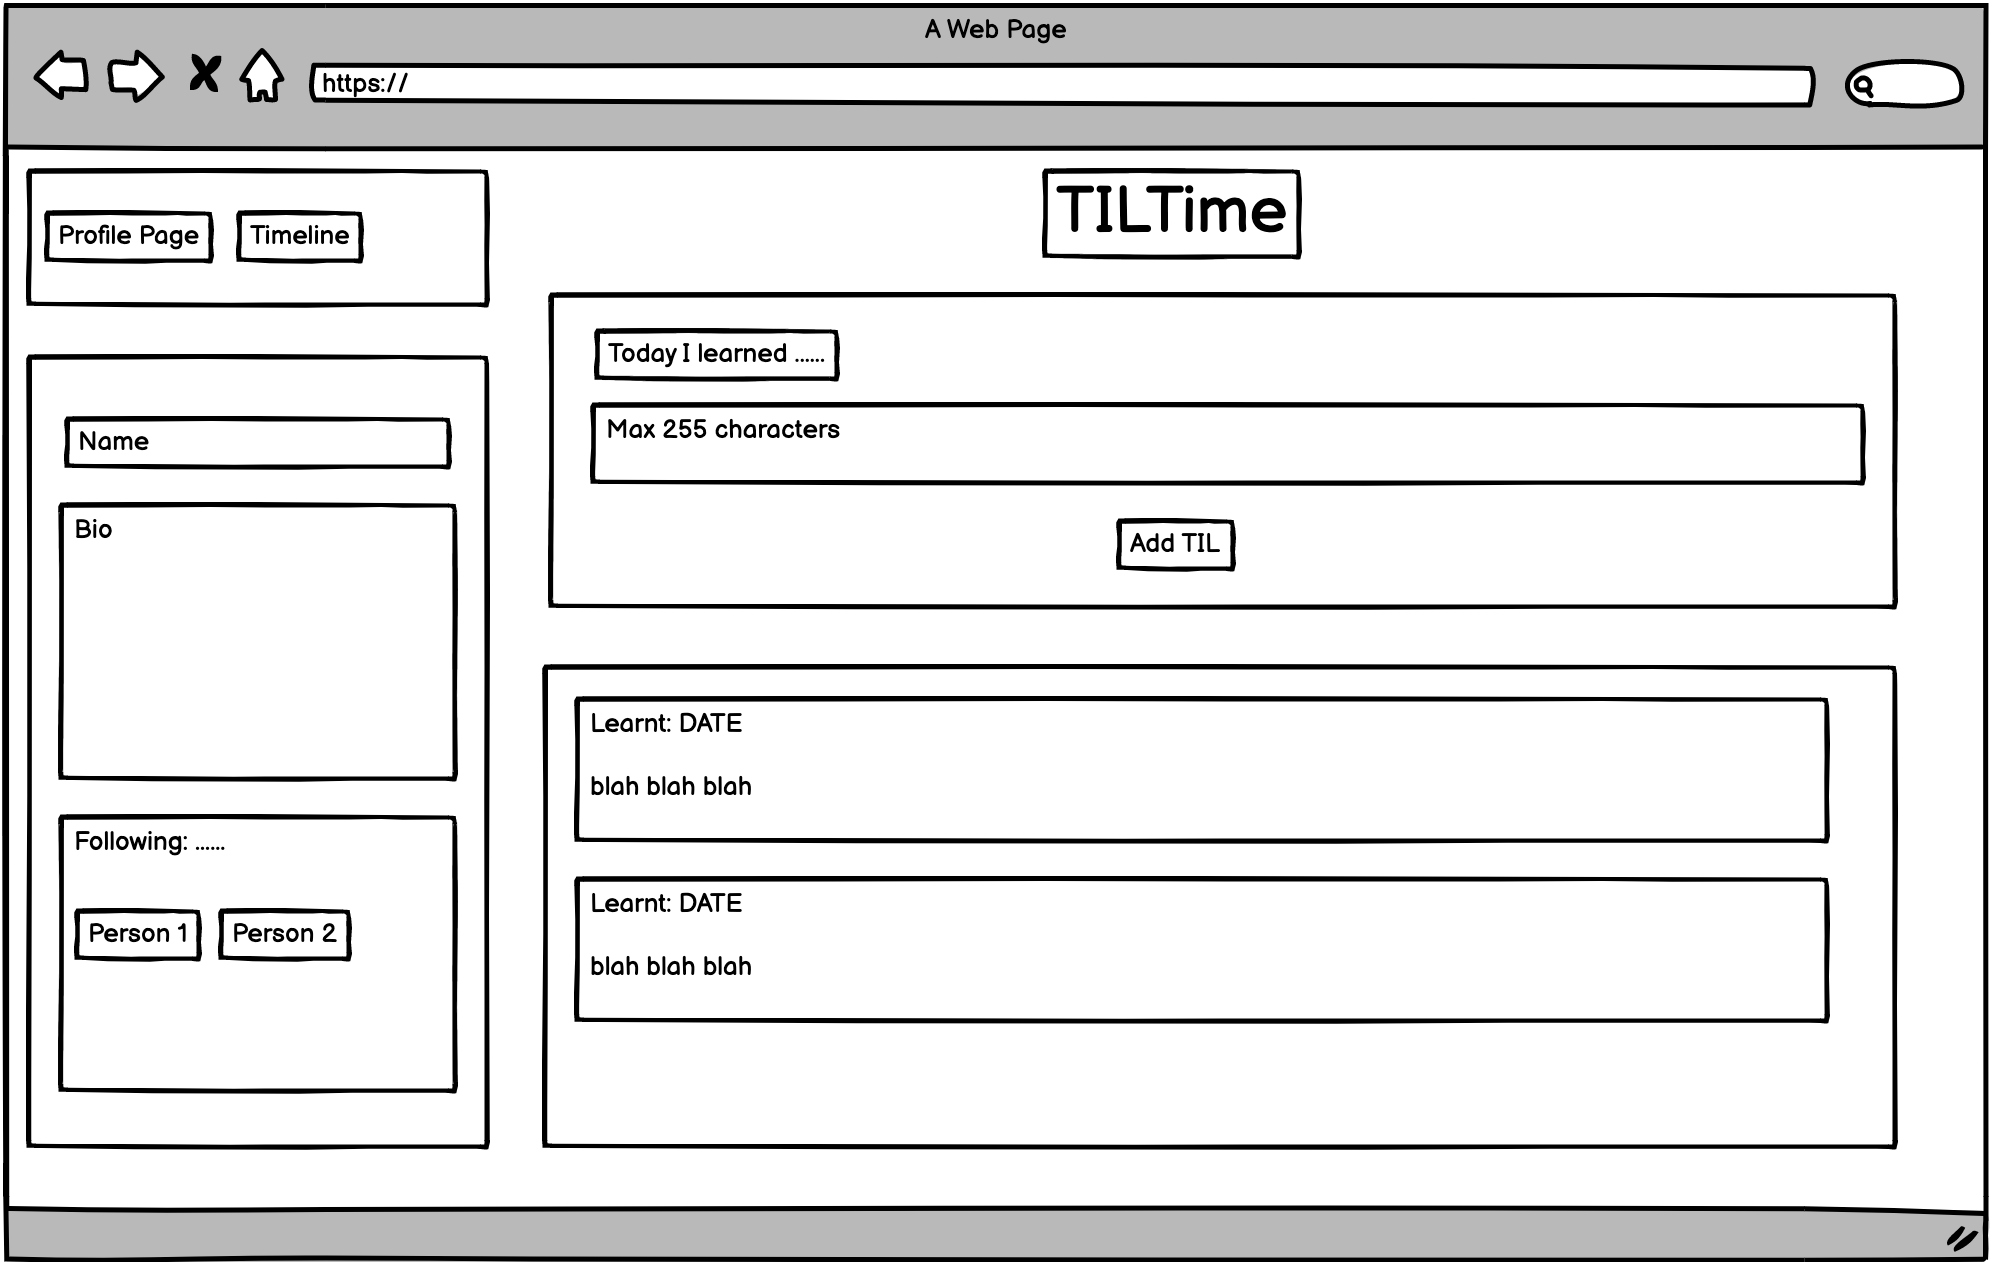 A Web Page
https://
Profile Page
Timeline
TILTime
Name
Bio
Following: ......
Person 1
Person 2
Today I learned ......
Max 255 characters
Add TIL
Learnt: DATE
blah blah blah
Learnt: DATE
blah blah blah